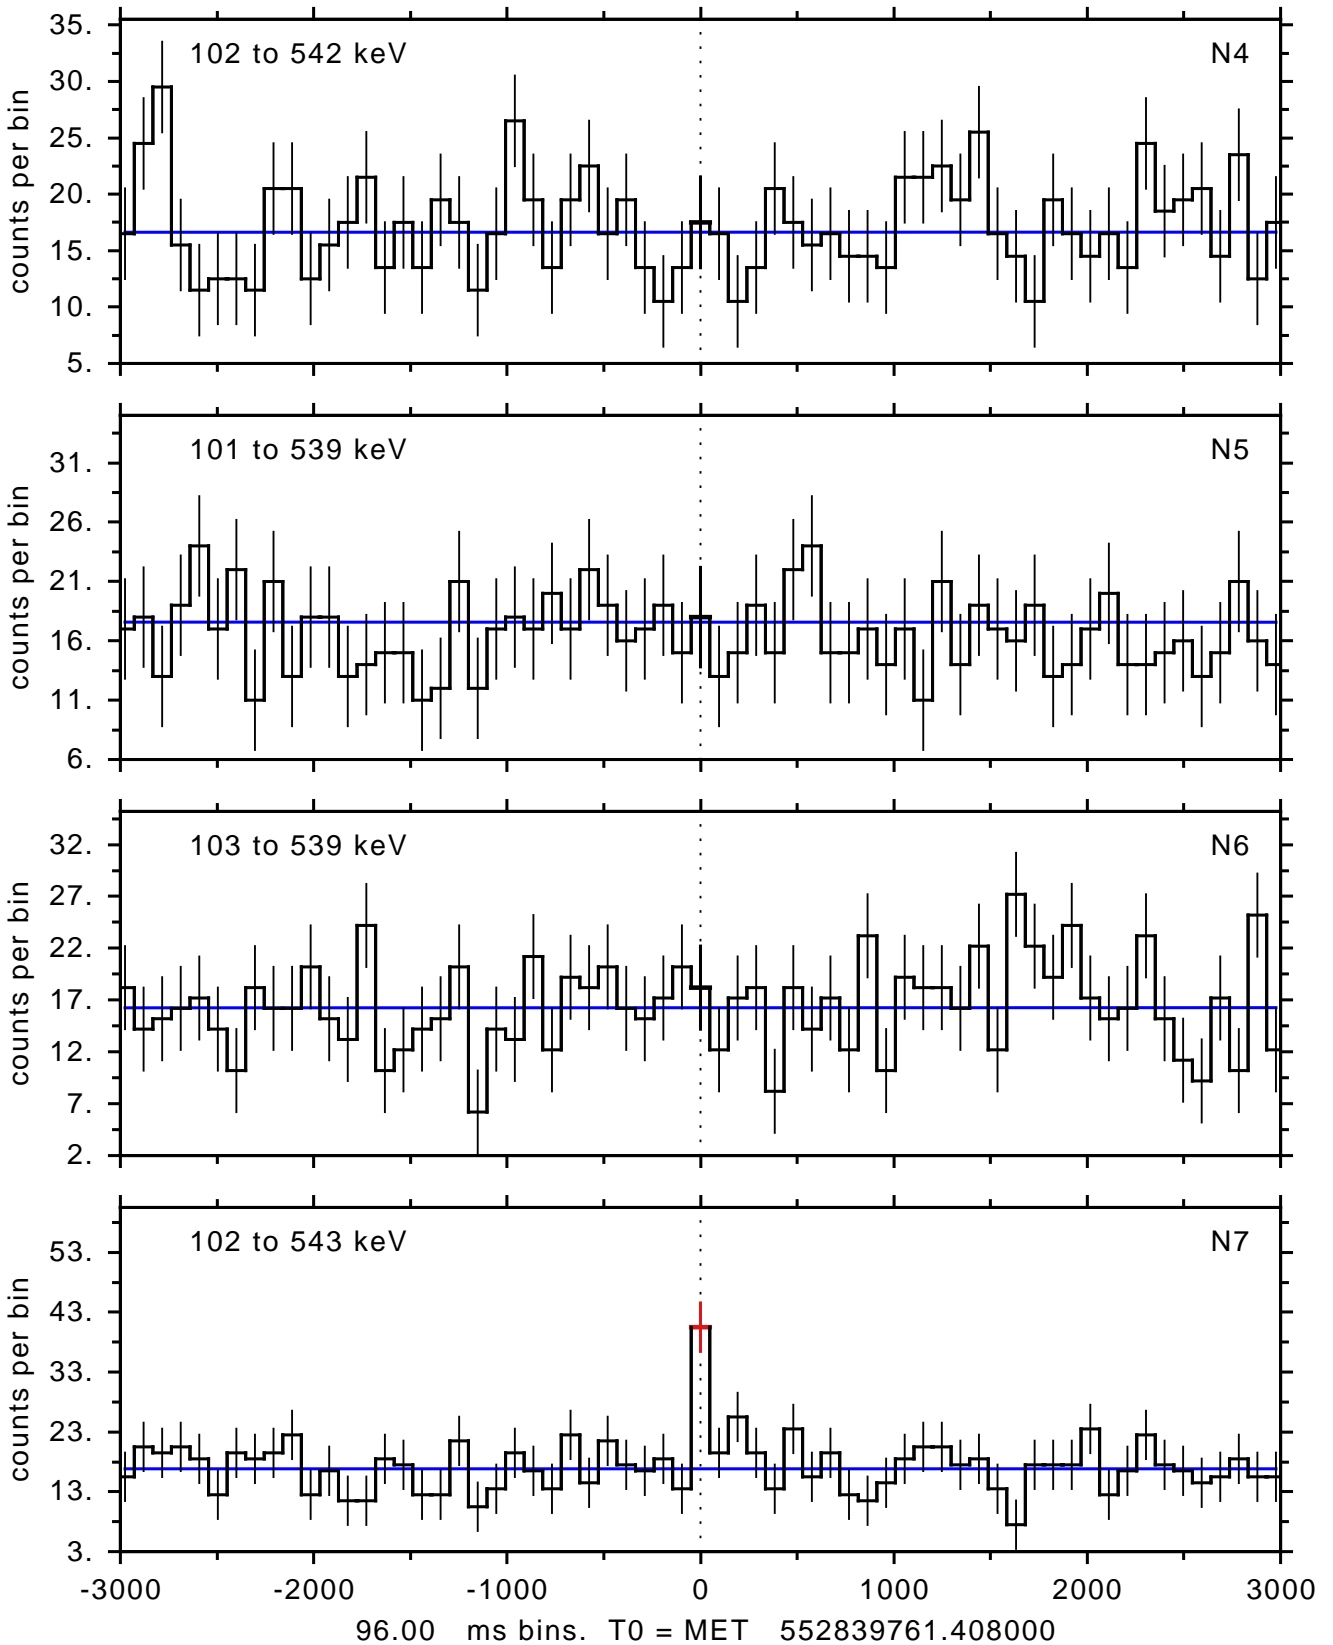 102 to 542 keV N4
counts per bin
35.
30.
25.
20.
15.
10.
5.
101 to 539 keV N5
counts per bin
31.
26.
21.
16.
11.
6.
103 to 539 keV N6
counts per bin
32.
27.
22.
17.
12.
7.
2.
102 to 543 keV N7
counts per bin
53.
43.
33.
23.
13.
3.
-3000 -2000 -1000 0 1000 2000 3000
96.00 ms bins. T0 = MET 552839761.408000